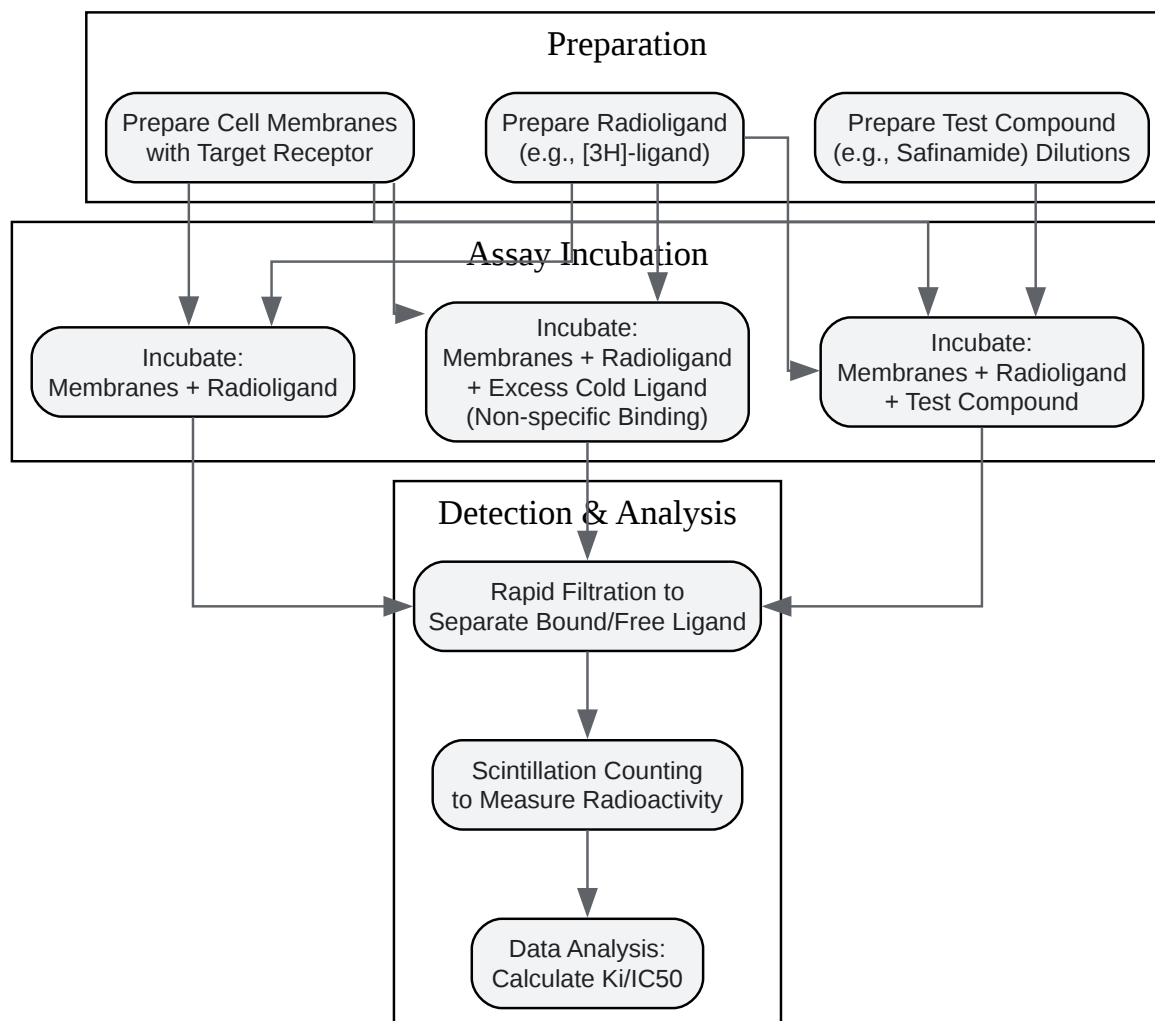 Preparation
Prepare Cell Membranes
with Target Receptor
Prepare Radioligand
(e.g., [3H]-ligand)
Prepare Test Compound
(e.g., Safinamide) Dilutions
Assay Incubation
Incubate:
Membranes + Radioligand
Incubate:
Membranes + Radioligand
+ Excess Cold Ligand
(Non-specific Binding)
Incubate:
Membranes + Radioligand
+ Test Compound
Detection & Analysis
Rapid Filtration to
Separate Bound/Free Ligand
Scintillation Counting
to Measure Radioactivity
Data Analysis:
Calculate Ki/IC50